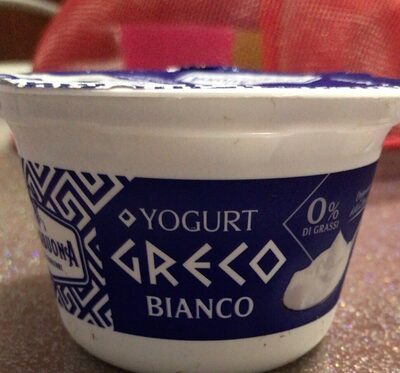 YOGURT
GRECO
BIANCO
0%
DI GRASSI